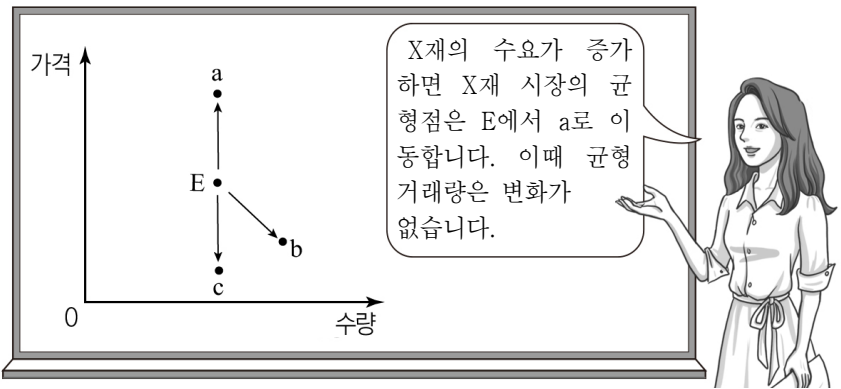 가격
a
E
b
c
0
수량
X재의 수요가 증가
하면 X재 시장의 균
형점은 E에서 a로 이
동합니다. 이때 균형
거래량은 변화가
없습니다.